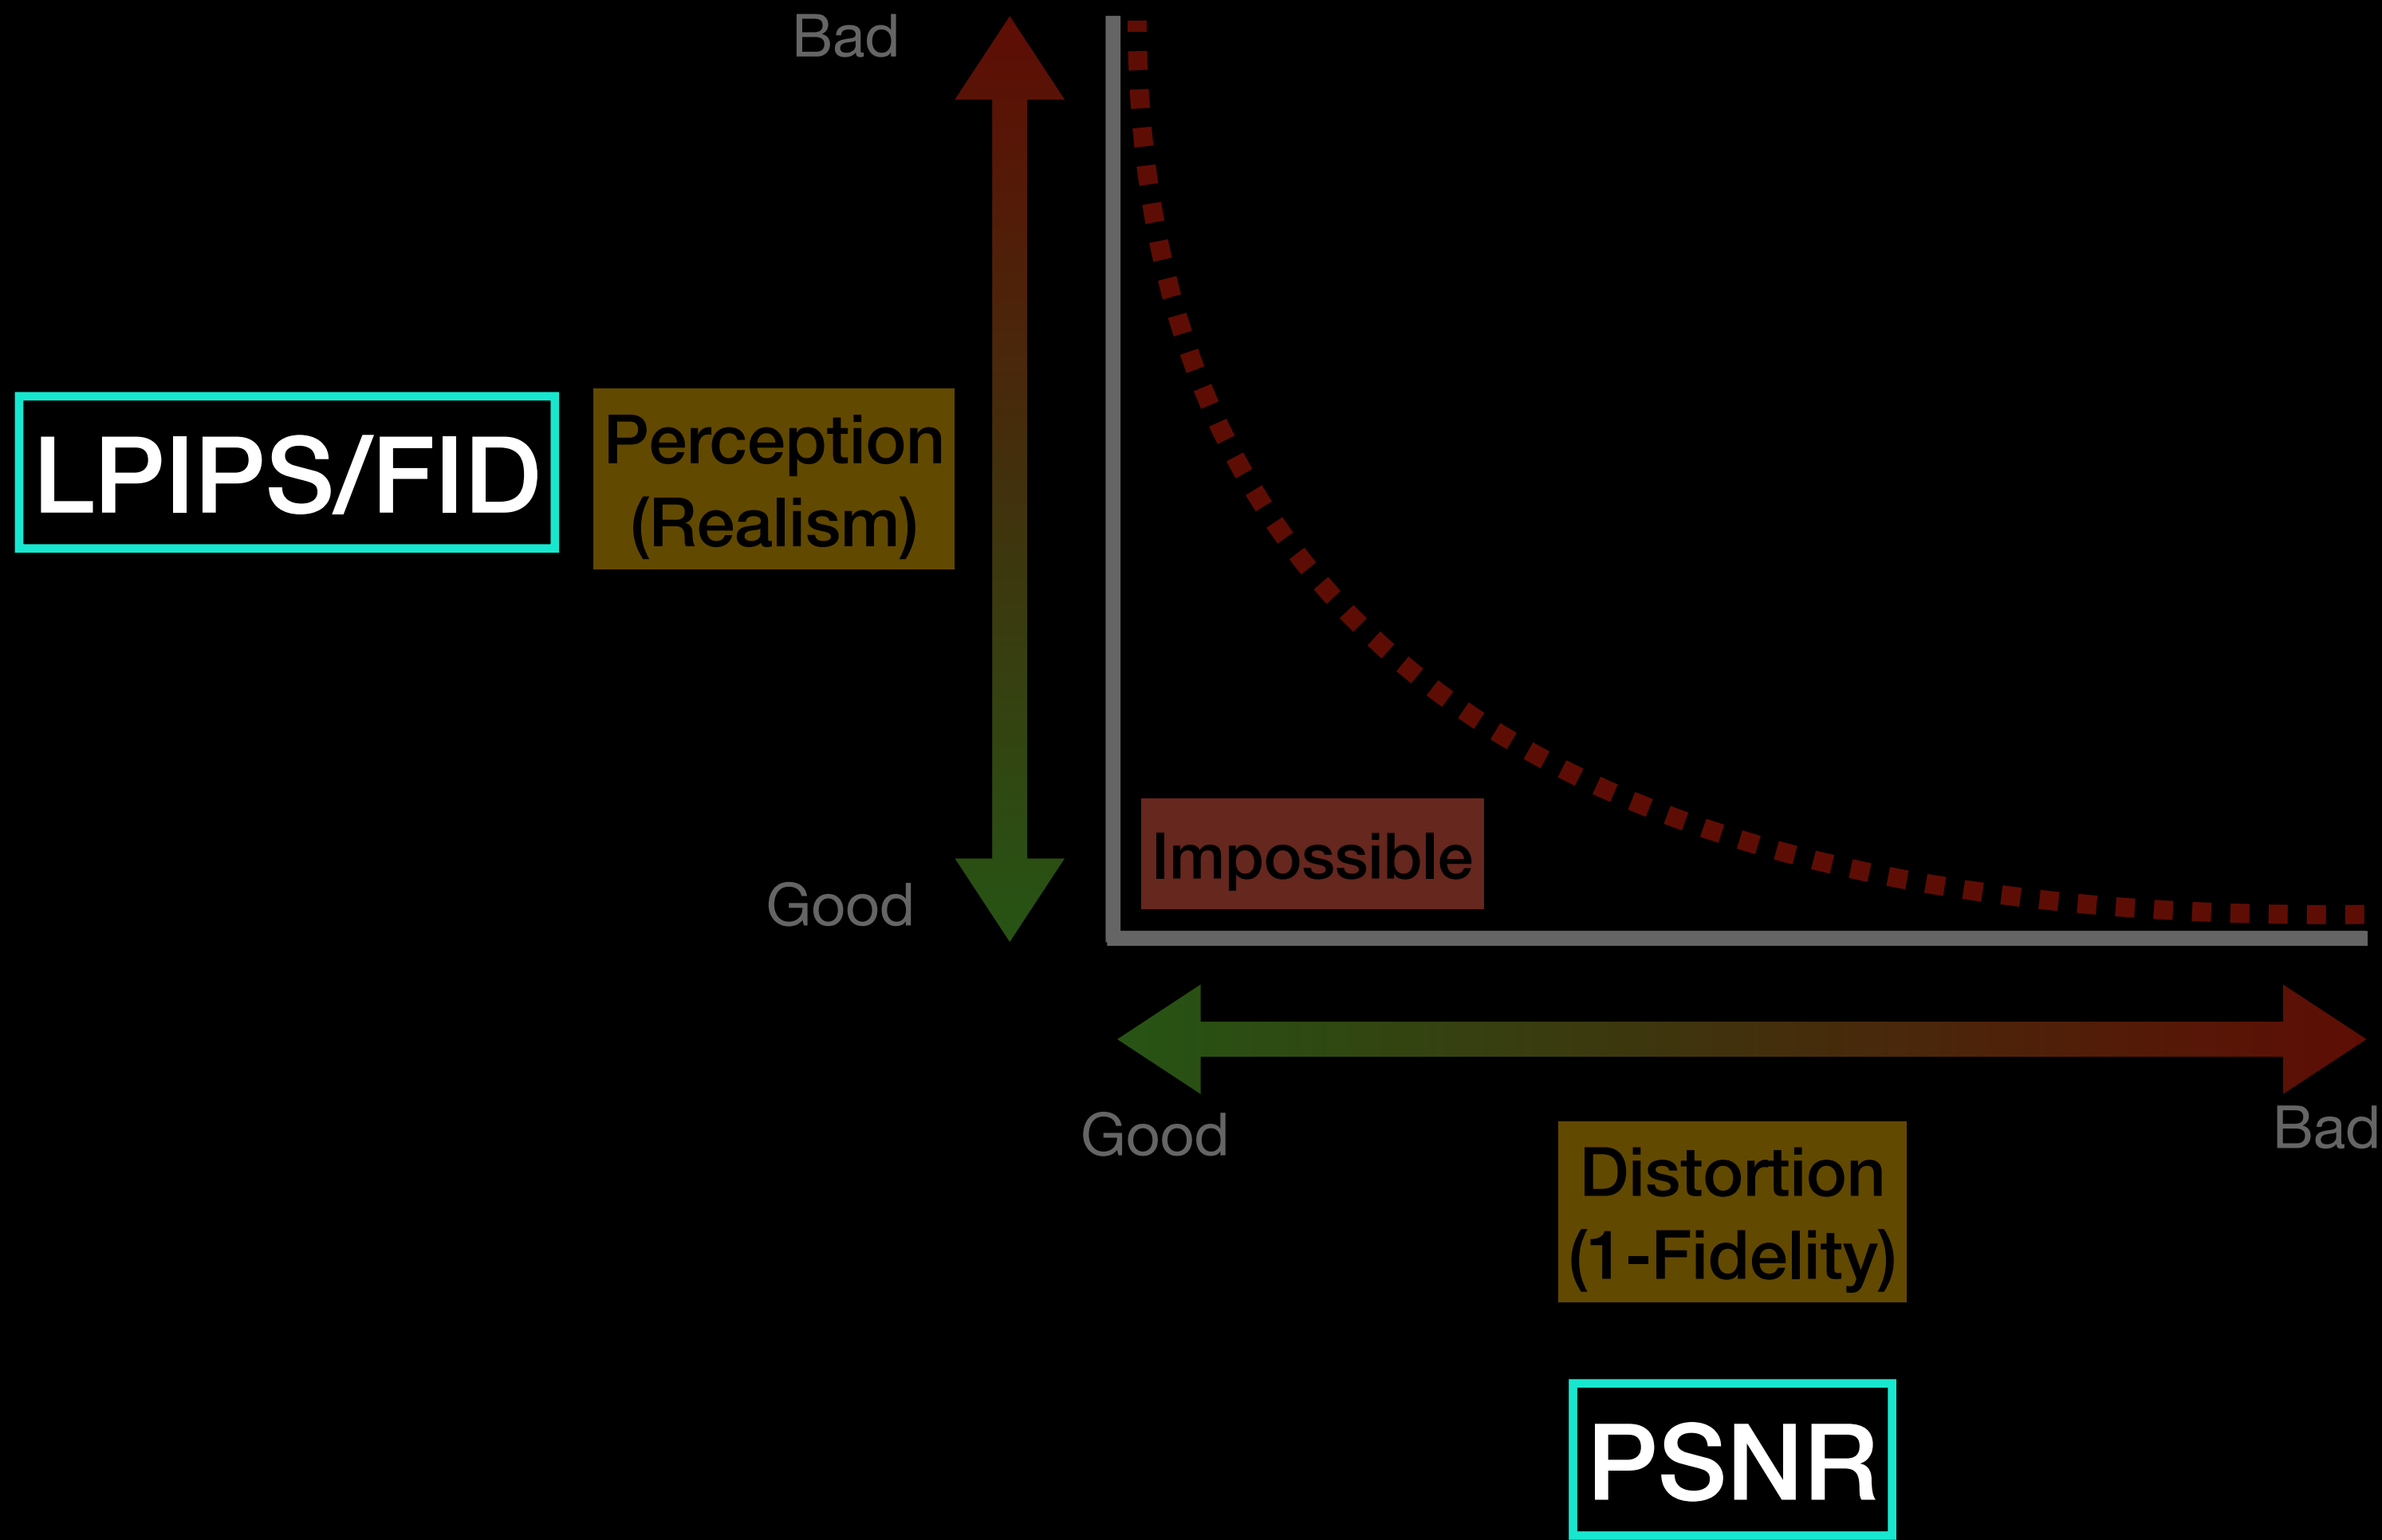 Bad
LPIPS/FID
Perception
(Realism)
Impossible
Good
Good
Bad
Distortion
(1-Fidelity)
PSNR